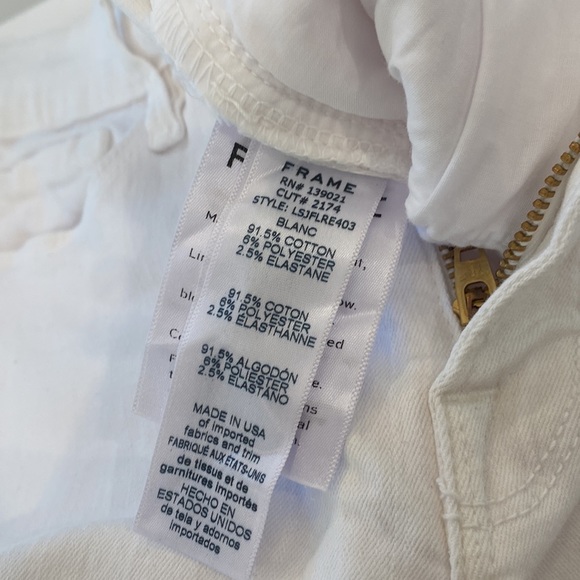 FRAME
RN# 139021
CUT# 2174
STYLE: LSJFLRE403
BLANC
91.5% COTTON
6% POLYESTER
2.5% ELASTANE
91.5% COTON
6% POLYESTER
2.5% ELASTHANNE
91.5% ALGODÓN
6% POLIESTER
2.5% ELASTANO
MADE IN USA
of imported
fabrics and trim
FABRIQUÉ AUX ÉTATS-UNIS
de tissus et de
garnitures importés
HECHO EN
ESTADOS UNIDOS
de tela y adornos
importados